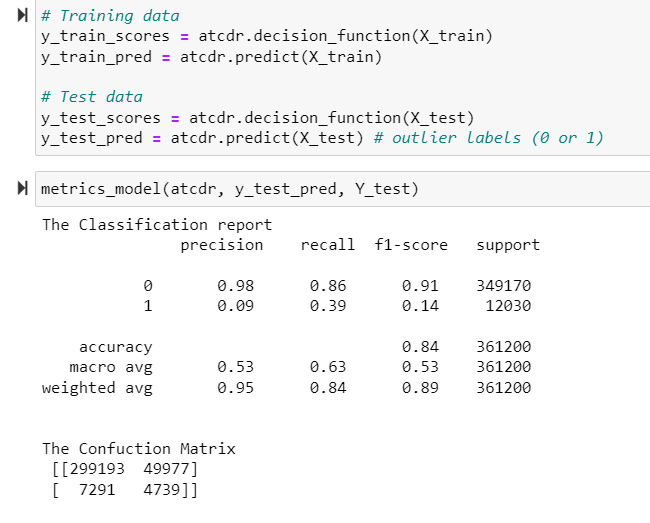 # Training data
y_train_scores = atcdr.decision_function(X_train)
y_train_pred = atcdr.predict(X_train)
# Test data
y_test_scores = atcdr.decision_function(X_test)
y_test_pred = atcdr.predict(X_test) # outlier labels (0 or 1)
metrics_model(atcdr, y_test_pred, Y_test)
The Classification report
precision recall f1-score support
0 0.98 0.86 0.91 349170
1 0.09 0.39 0.14 12030
accuracy 0.84 361200
macro avg 0.53 0.63 0.53 361200
weighted avg 0.95 0.84 0.89 361200
The Confuction Matrix
[[299193 49977]
[ 7291 4739]]